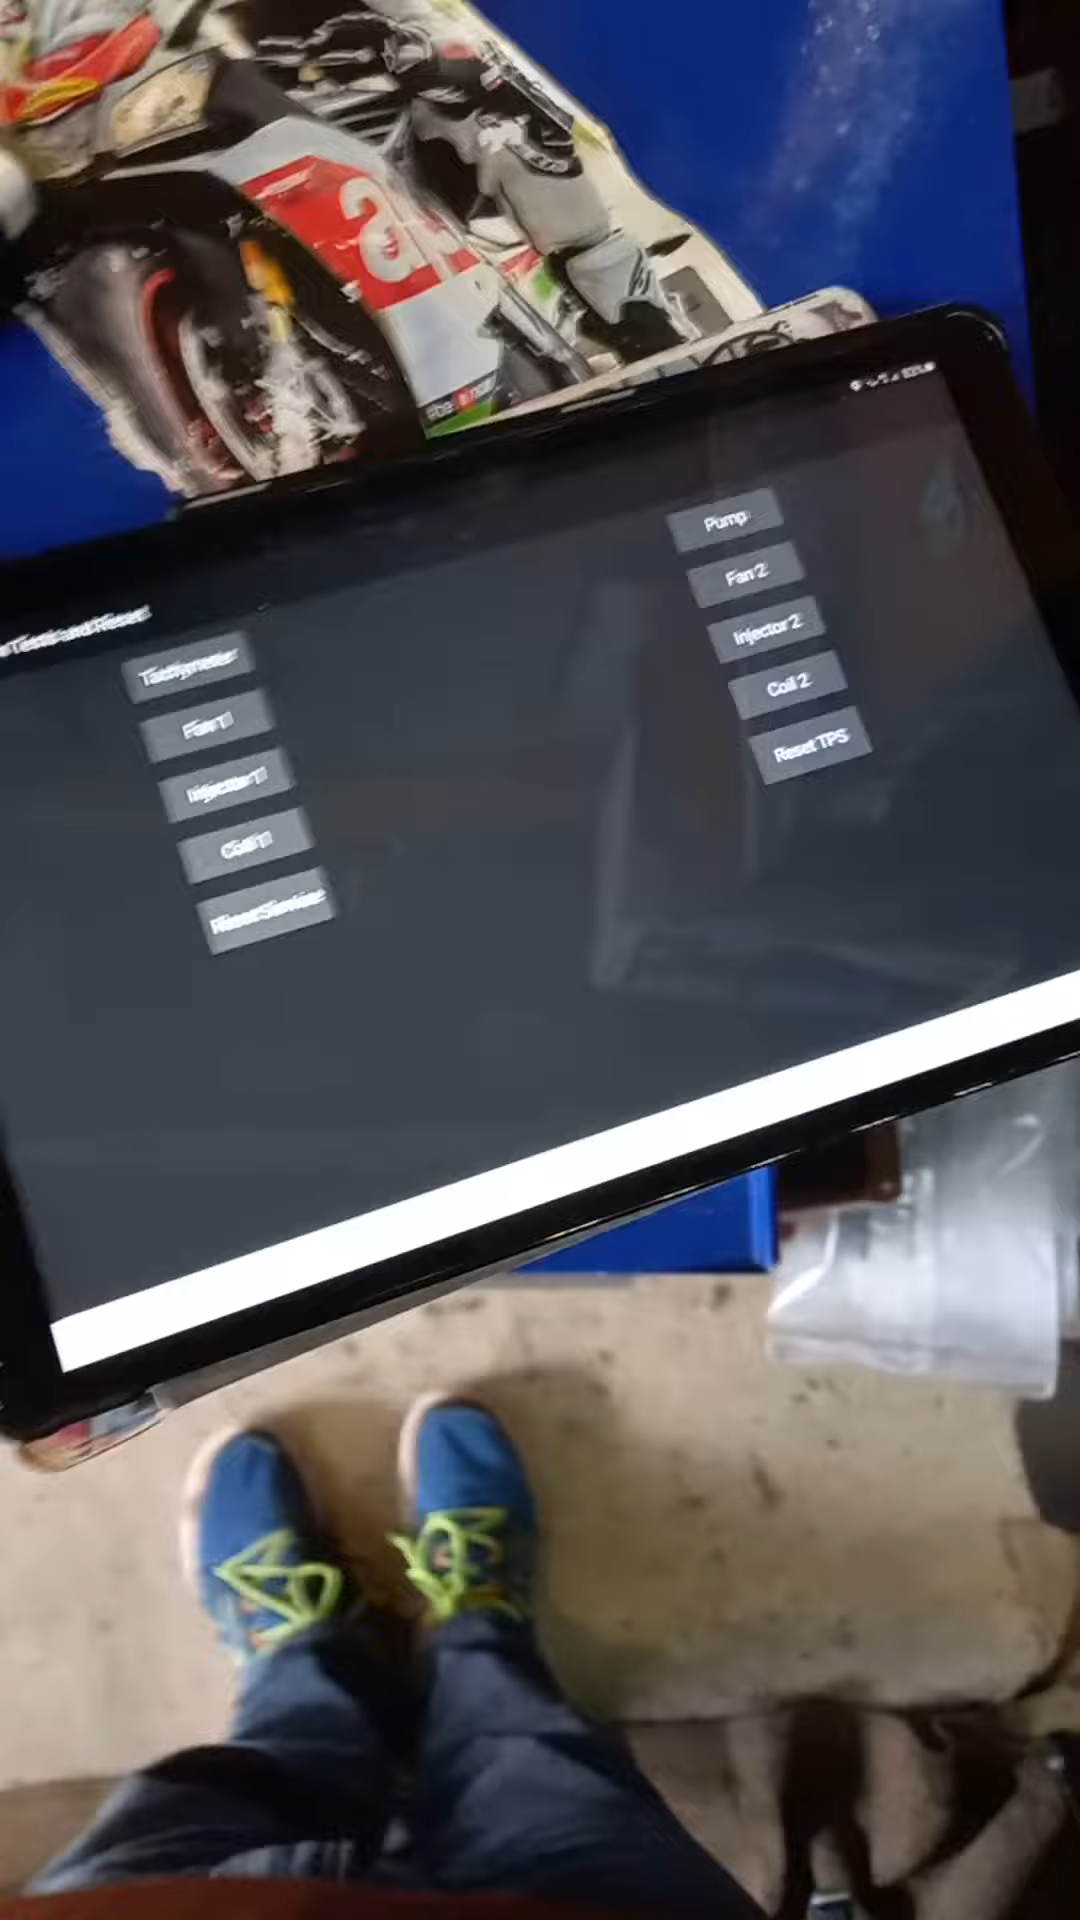 Tests and Reset
Tachymeter
Fan 1
Injector 1
Coil 1
Reset Service
Pump
Fan 2
Injector 2
Coil 2
Reset TPS